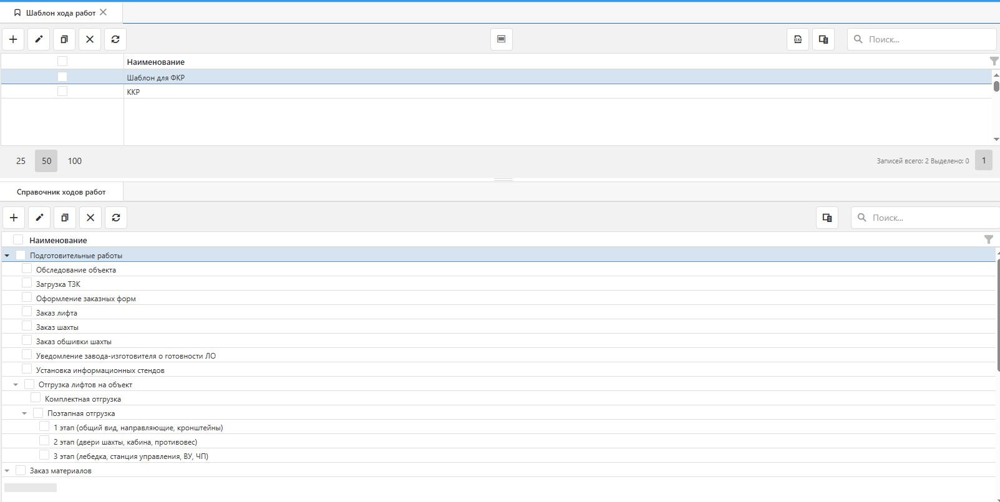 Шаблон хода работ
Поиск...
Наименование
Шаблон для ФКР
ККР
25 50 100 Записей всего: 2 Выделено: 0 1
Справочник ходов работ
Поиск...
Наименование
Подготовительные работы
Обследование объекта
Загрузка ТЗК
Оформление заказных форм
Заказ лифта
Заказ шахты
Заказ обшивки шахты
Уведомление завода-изготовителя о готовности ЛО
Установка информационных стендов
Отгрузка лифтов на объект
Комплектная отгрузка
Поэтапная отгрузка
1 этап (общий вид, направляющие, кронштейны)
2 этап (двери шахты, кабина, противовес)
3 этап (лебедка, станция управления, ВУ, ЧП)
Заказ материалов